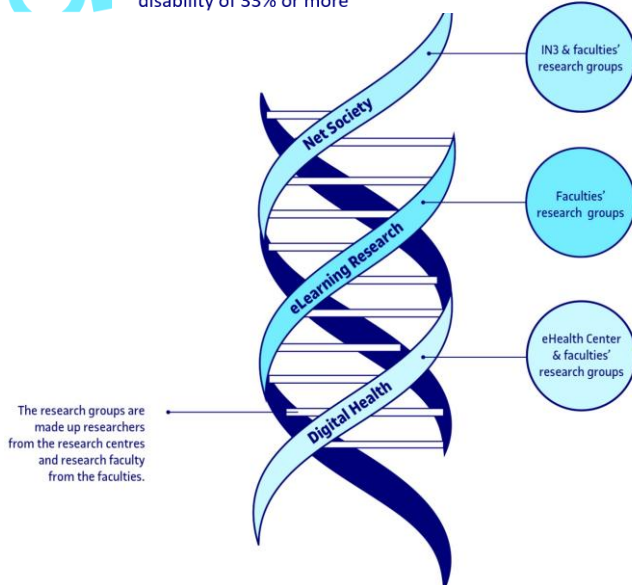 disability of 33% or more
IN3 & faculties'
research groups
Net Society
Faculties'
research groups
eLearning Research
eHealth Center
& faculties'
research groups
Digital Health
The research groups are
made up researchers
from the research centres
and research faculty
from the faculties.